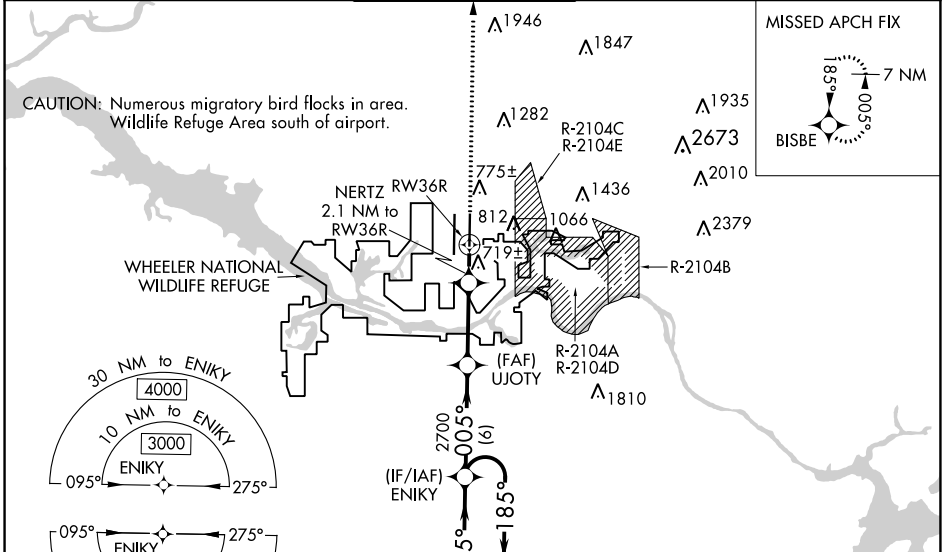 1946
1847
MISSED APCH FIX
185°
7 NM
005°
BISBE
CAUTION: Numerous migratory bird flocks in area.
Wildlife Refuge Area south of airport.
1282
1935
R-2104C
R-2104E
2673
2010
775±
NERTZ
2.1 NM to
RW36R
RW36R
1436
812
1066
2379
719±
WHEELER NATIONAL
WILDLIFE REFUGE
R-2104B
(FAF)
UJOTY
R-2104A
R-2104D
1810
30 NM to ENIKY
4000
10 NM to ENIKY
3000
ENIKY
095°
275°
2700
005°
(6)
(IF/IAF)
ENIKY
185°
095°
275°
ENIKY
5°